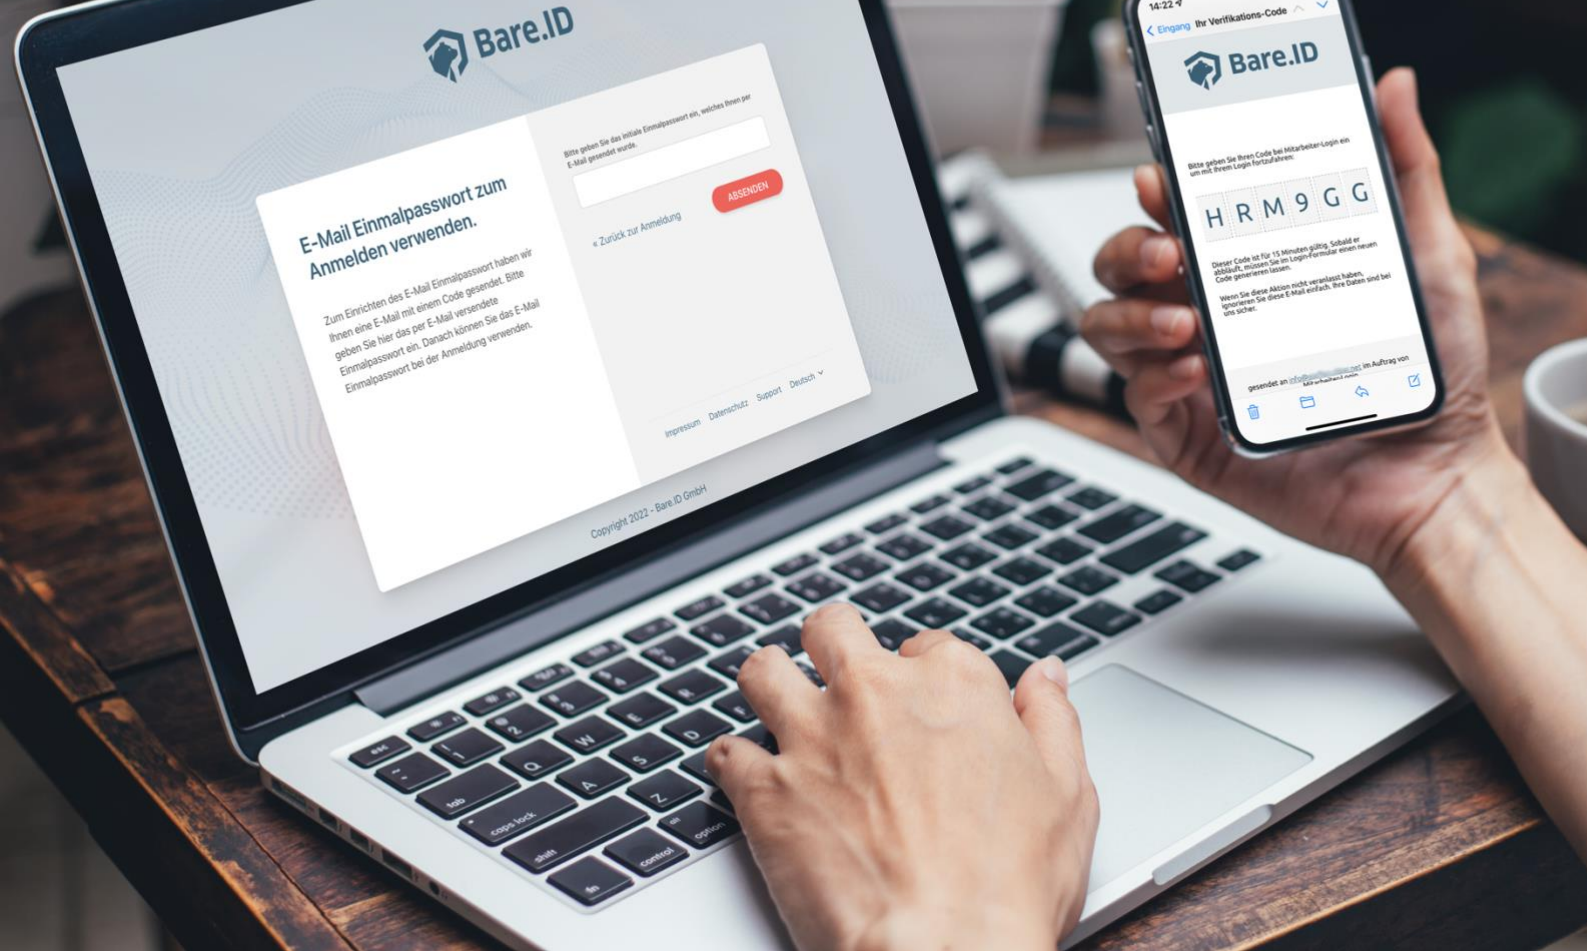 Bare.ID
E-Mail Einmalpasswort zum
Anmelden verwenden.
Zum Einrichten des E-Mail Einmalpasswort haben wir
Ihnen eine E-Mail mit einem Code gesendet. Bitte
geben Sie hier das per E-Mail versendete
Einmalpasswort ein. Danach können Sie das E-Mail
Einmalpasswort bei der Anmeldung verwenden.
Bitte geben Sie das initiale Einmalpasswort ein, welches Ihnen per
E-Mail gesendet wurde.
ABSENDEN
« Zurück zur Anmeldung
Impressum Datenschutz Support Deutsch
Copyright 2022 - Bare.ID GmbH
14:22
Eingang Ihr Verifikations-Code
Bare.ID
Bitte geben Sie Ihren Code bei Mitarbeiter-Login ein
um mit Ihrem Login fortzufahren:
H R M 9 G G
Dieser Code ist für 15 Minuten gültig. Sobald er
abläuft, müssen Sie im Login-Formular einen neuen
Code generieren lassen.
Wenn Sie diese Aktion nicht veranlasst haben,
ignorieren Sie diese E-Mail einfach. Ihre Daten sind bei
uns sicher.
gesendet an im Auftrag von
esc
1
2
3
4
Q
W
E
R
tab
A
S
D
F
caps lock
Z
shift
fn
control
alt
option